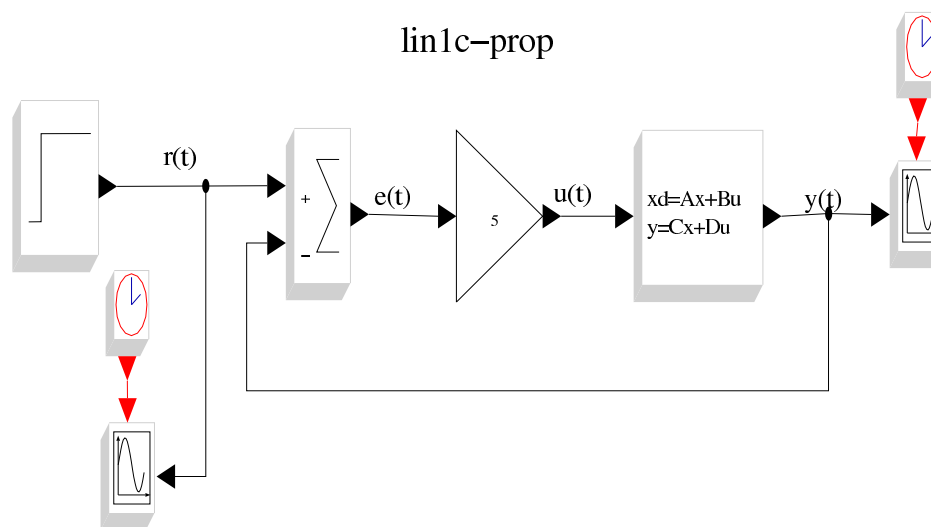 lin1c−prop
r(t)
+
−
e(t)
5
u(t)
xd=Ax+Bu
y=Cx+Du
y(t)